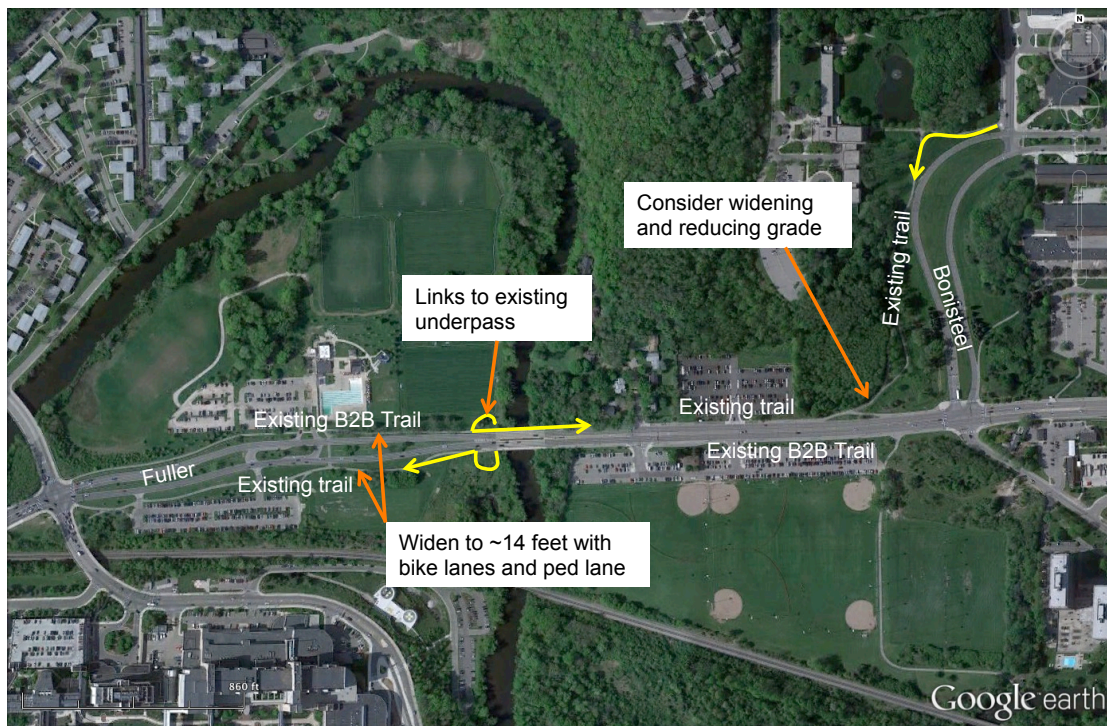 N
Consider widening
and reducing grade
Existing trail
Bonisteel
Links to existing
underpass
Existing trail
Existing B2B Trail
Existing B2B Trail
Fuller
Existing trail
Widen to ~14 feet with
bike lanes and ped lane
860 ft
Google earth